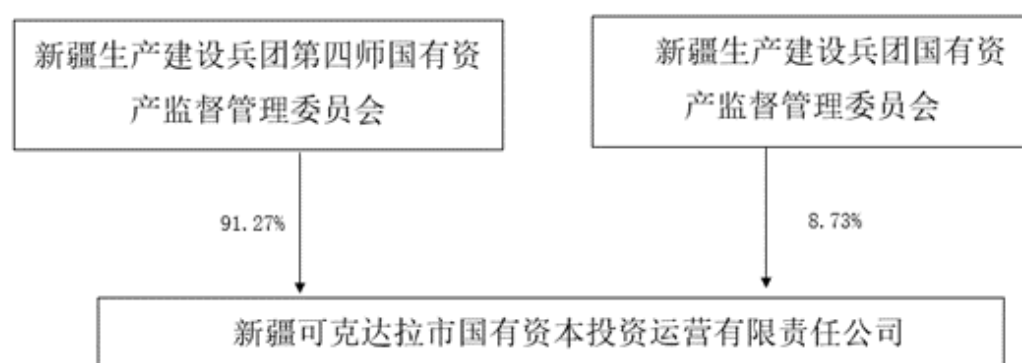 新疆生产建设兵团第四师国有资
产监督管理委员会
新疆生产建设兵团国有资
产监督管理委员会
91.27%
8.73%
新疆可克达拉市国有资本投资运营有限责任公司